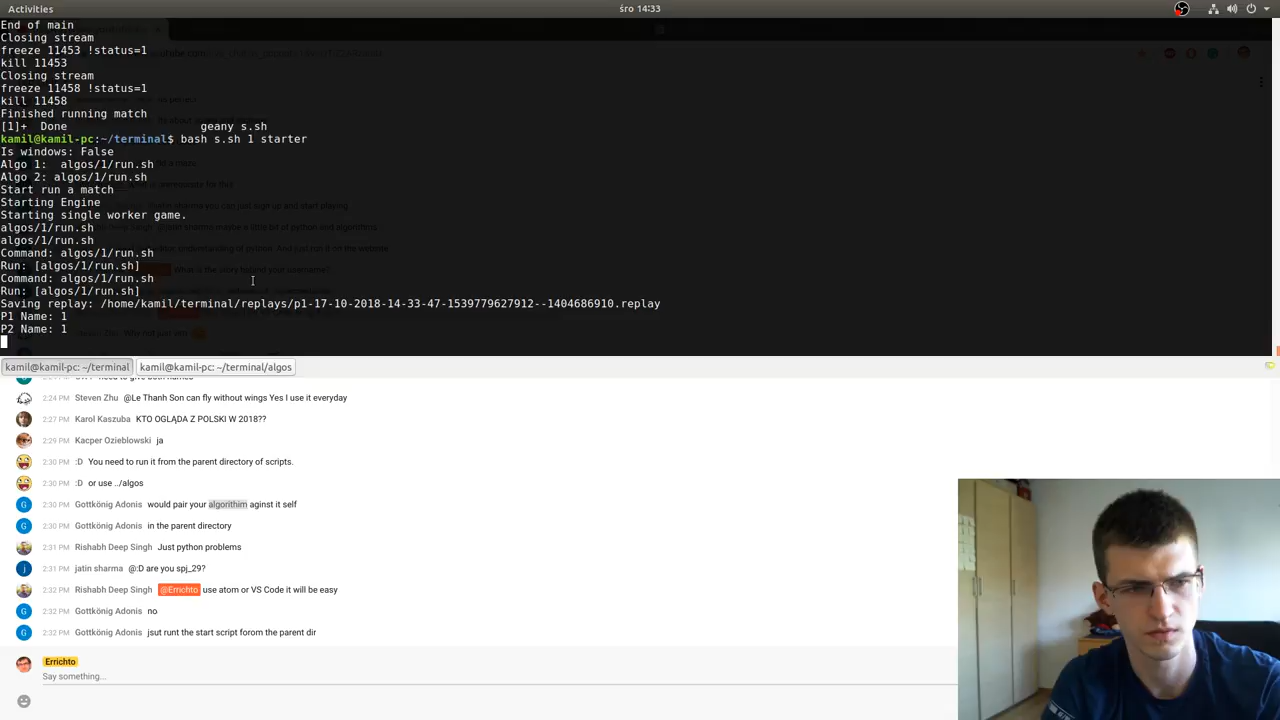 Activities
śro 14:33
End of main
Closing stream
freeze 11453 !status=1
kill 11453
Closing stream
freeze 11458 !status=1
kill 11458
Finished running match
[1]+  Done                    geany s.sh
kamil@kamil-pc:~/terminal$ bash s.sh 1 starter
Is windows: False
Algo 1:  algos/1/run.sh
Algo 2: algos/1/run.sh
Start run a match
Starting Engine
Starting single worker game.
algos/1/run.sh
algos/1/run.sh
Command: algos/1/run.sh
Run: [algos/1/run.sh]
Command: algos/1/run.sh
Run: [algos/1/run.sh]
Saving replay: /home/kamil/terminal/replays/p1-17-10-2018-14-33-47-1539779627912--1404686910.replay
P1 Name: 1
P2 Name: 1
kamil@kamil-pc: ~/terminal
kamil@kamil-pc: ~/terminal/algos
2:24 PM Steven Zhu @Le Thanh Son can fly without wings Yes I use it everyday
2:27 PM Karol Kaszuba KTO OGLĄDA Z POLSKI W 2018??
2:29 PM Kacper Ozieblowski ja
2:30 PM :D You need to run it from the parent directory of scripts.
2:30 PM :D or use ../algos
2:30 PM Gottkönig Adonis would pair your algorithim aginst it self
2:30 PM Gottkönig Adonis in the parent directory
2:31 PM Rishabh Deep Singh Just python problems
2:31 PM jatin sharma @:D are you spj_29?
2:32 PM Rishabh Deep Singh @Errichto use atom or VS Code it will be easy
2:32 PM Gottkönig Adonis no
2:32 PM Gottkönig Adonis jsut runt the start script forom the parent dir
Errichto
Say something...